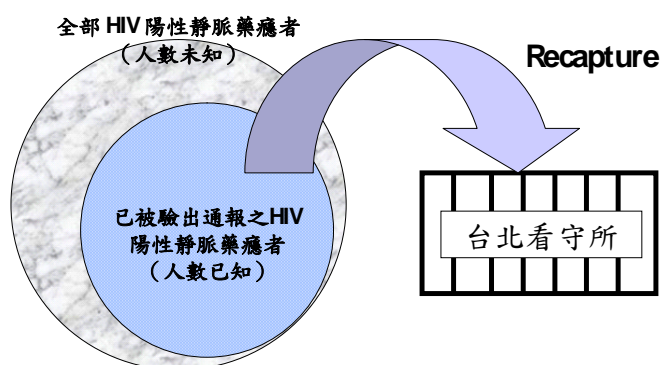 全部 HIV 陽性靜脈藥癮者
（人數未知）
Recapture
已被驗出通報之HIV
陽性靜脈藥癮者
（人數已知）
台北看守所